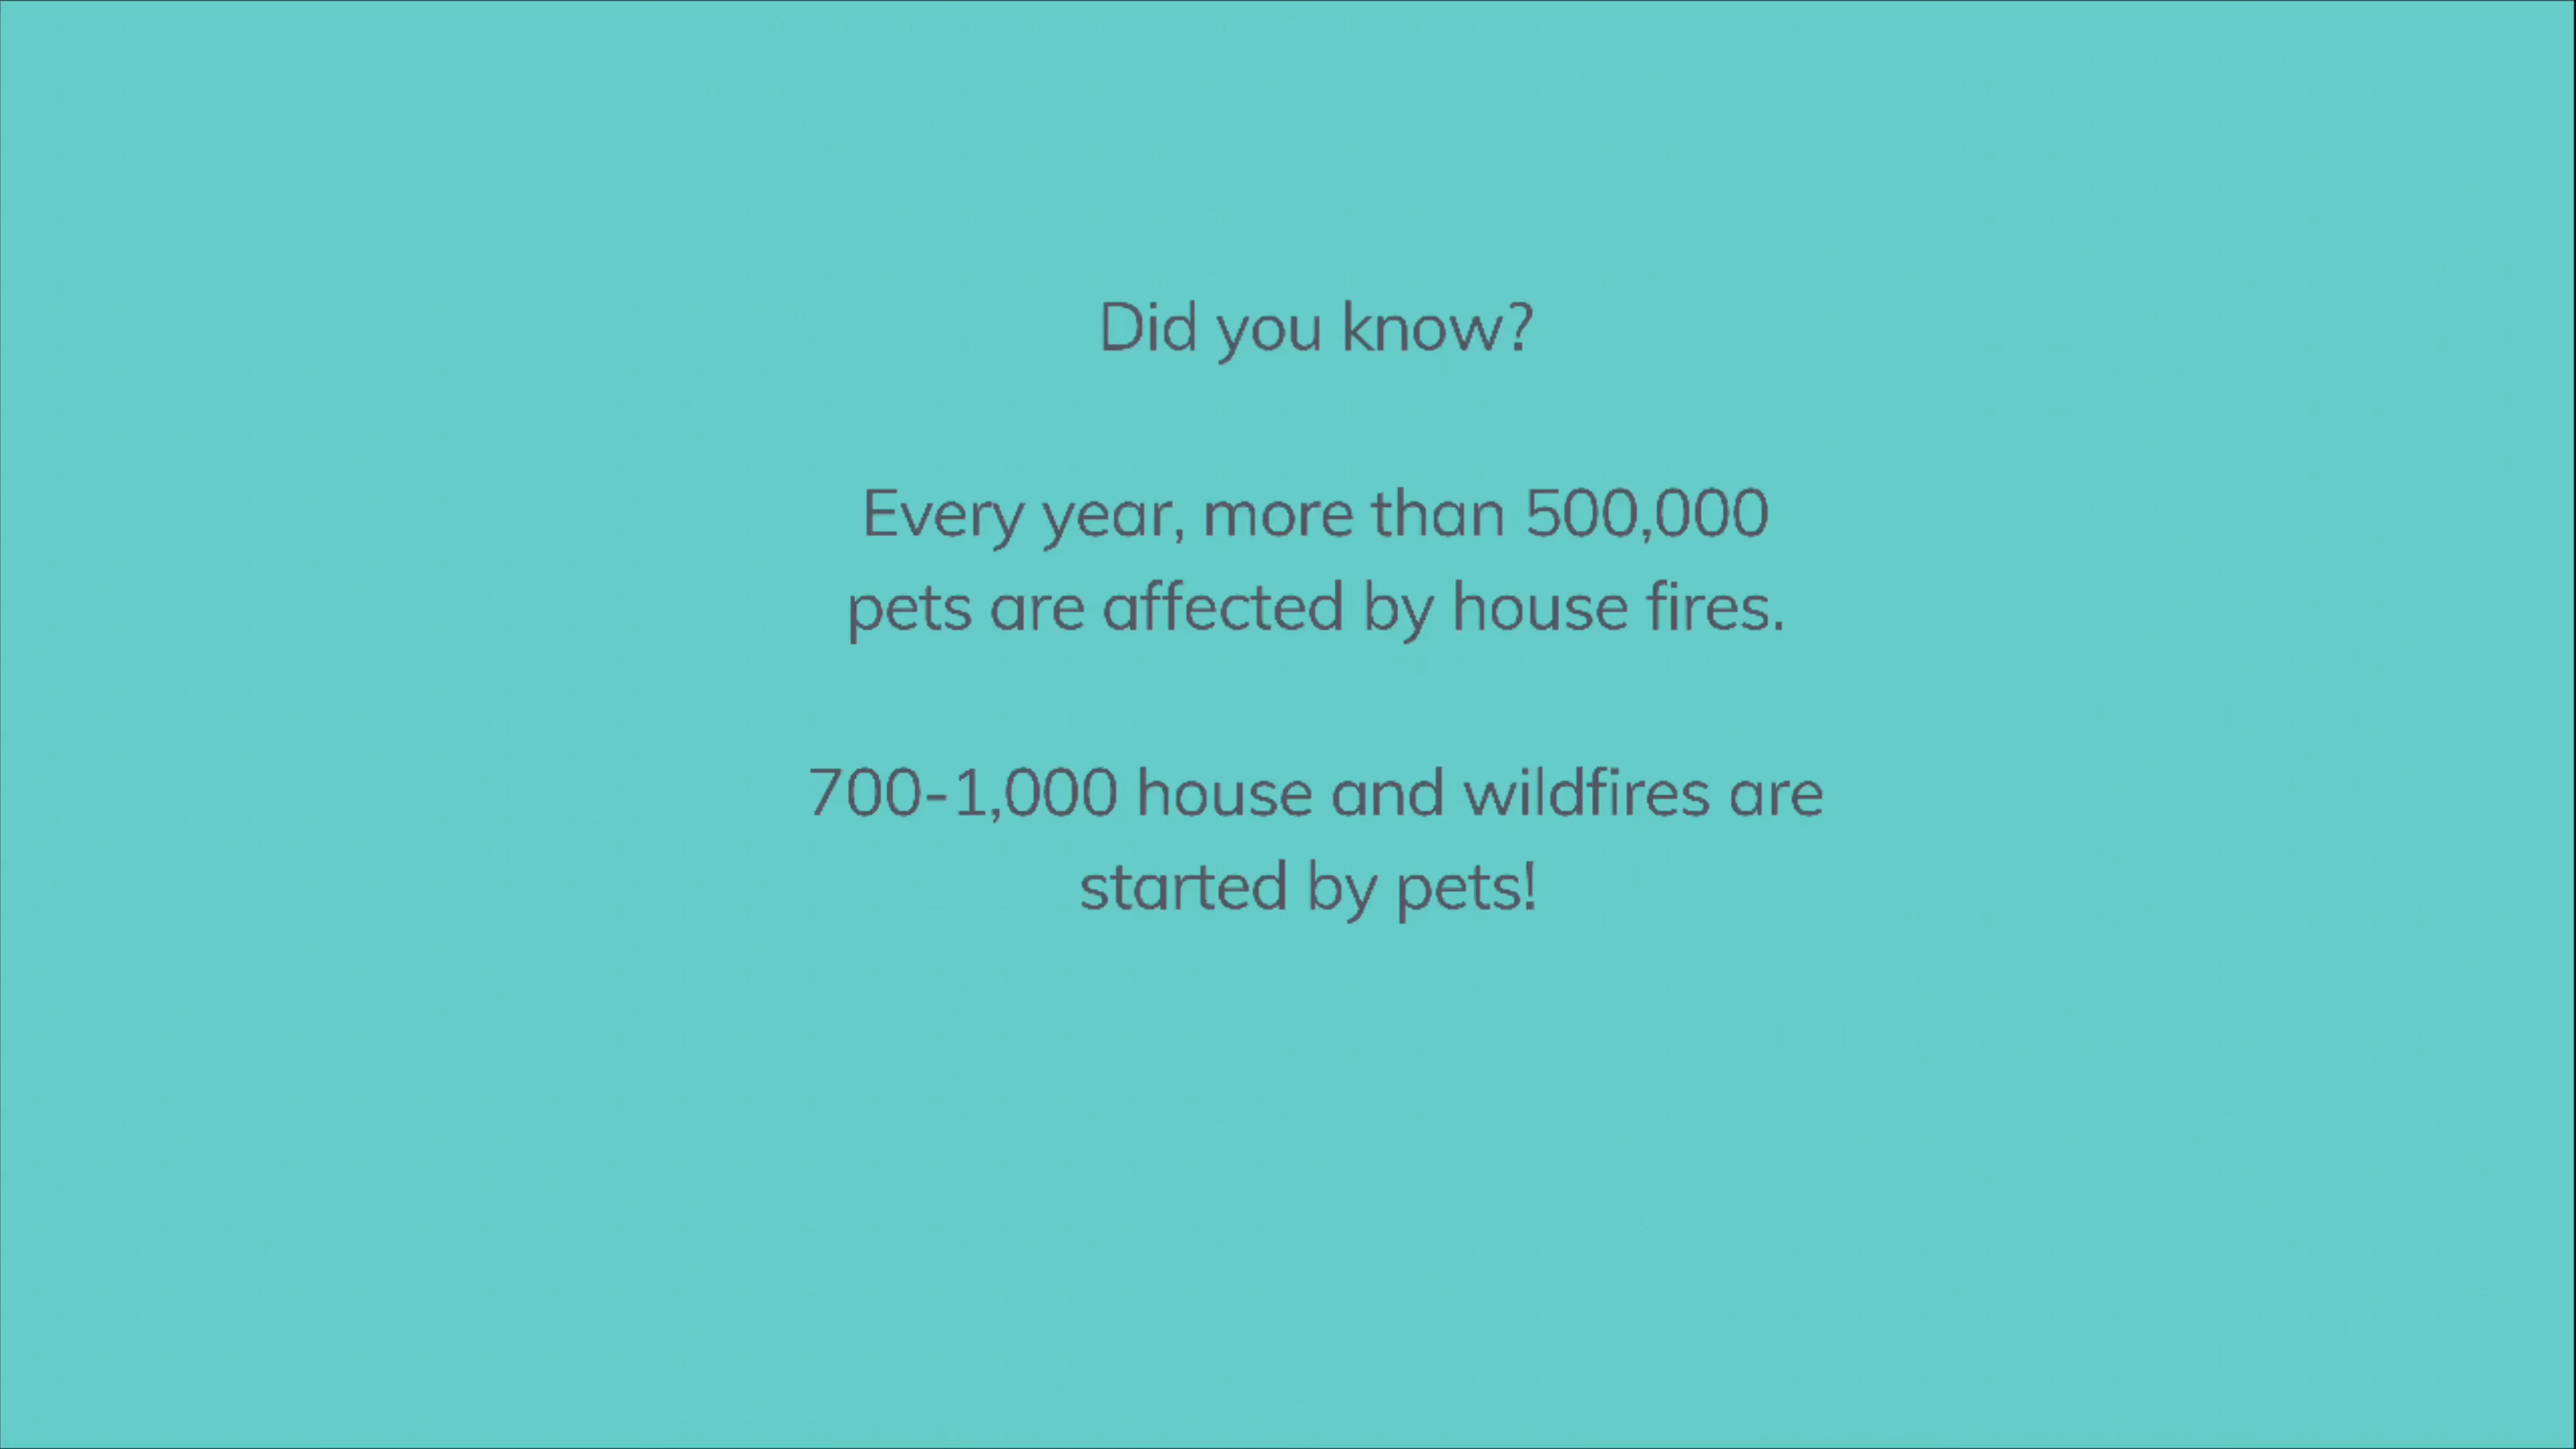 Did you know?
Every year, more than 500,000
pets are affected by house fires.
700-1,000 house and wildfires are
started by pets!